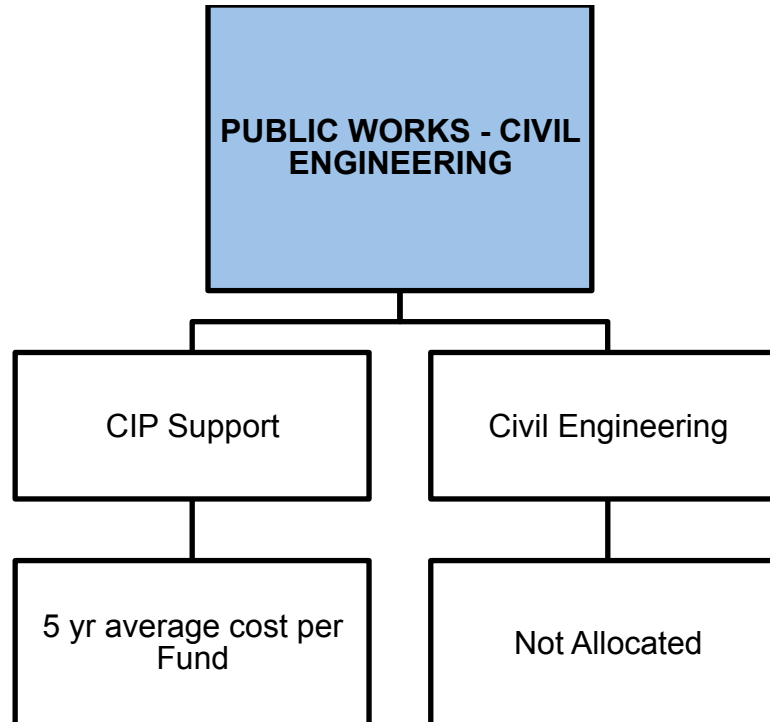 PUBLIC WORKS - CIVIL
ENGINEERING
CIP Support
Civil Engineering
5 yr average cost per
Fund
Not Allocated